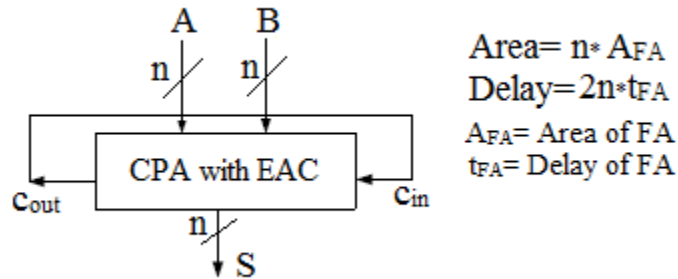 A B
n n
CPA with EAC
cout cin
n
S
Area= n* AFA
Delay= 2n*tFA
AFA= Area of FA
tFA= Delay of FA